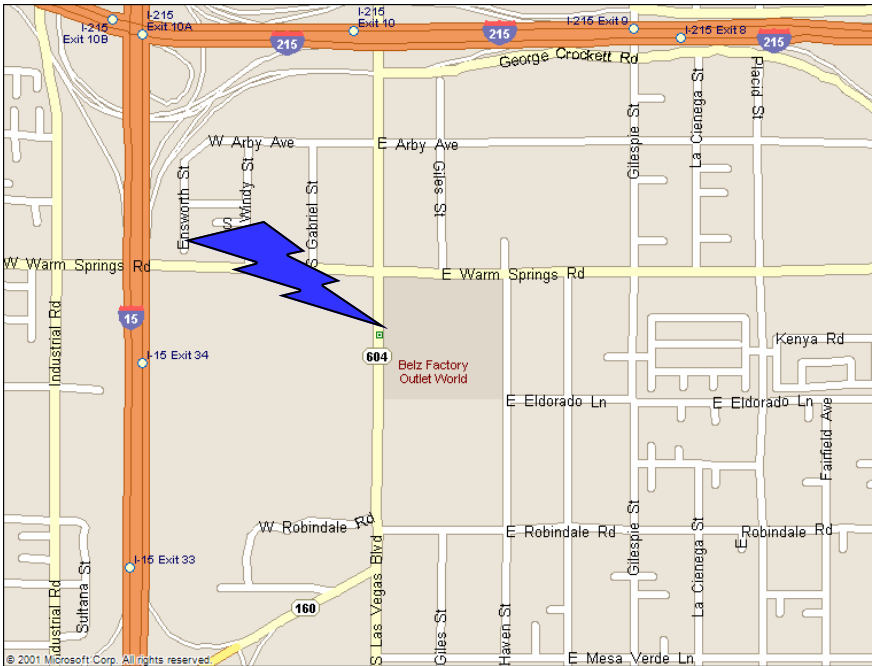 I-215
Exit 10B
I-215
Exit 10A
I-215
Exit 10
I-215 Exit 9
I-215 Exit 8
215
215
215
George Crockett Rd
W Arby Ave
E Arby Ave
Ensworth St
S Windy St
S Gabriel St
Giles St
Gillespie St
La Cienega St
Placid St
W Warm Springs Rd
E Warm Springs Rd
Industrial Rd
15
I-15 Exit 34
604
Belz Factory
Outlet World
Kenya Rd
E Eldorado Ln
E Eldorado Ln
Fairfield Ave
W Robindale Rd
E Robindale Rd
E Robindale Rd
I-15 Exit 33
Industrial Rd
Sultana St
160
S Las Vegas Blvd
Giles St
Haven St
Gillespie St
La Cienega St
E Mesa Verde Ln
© 2001 Microsoft Corp. All rights reserved.